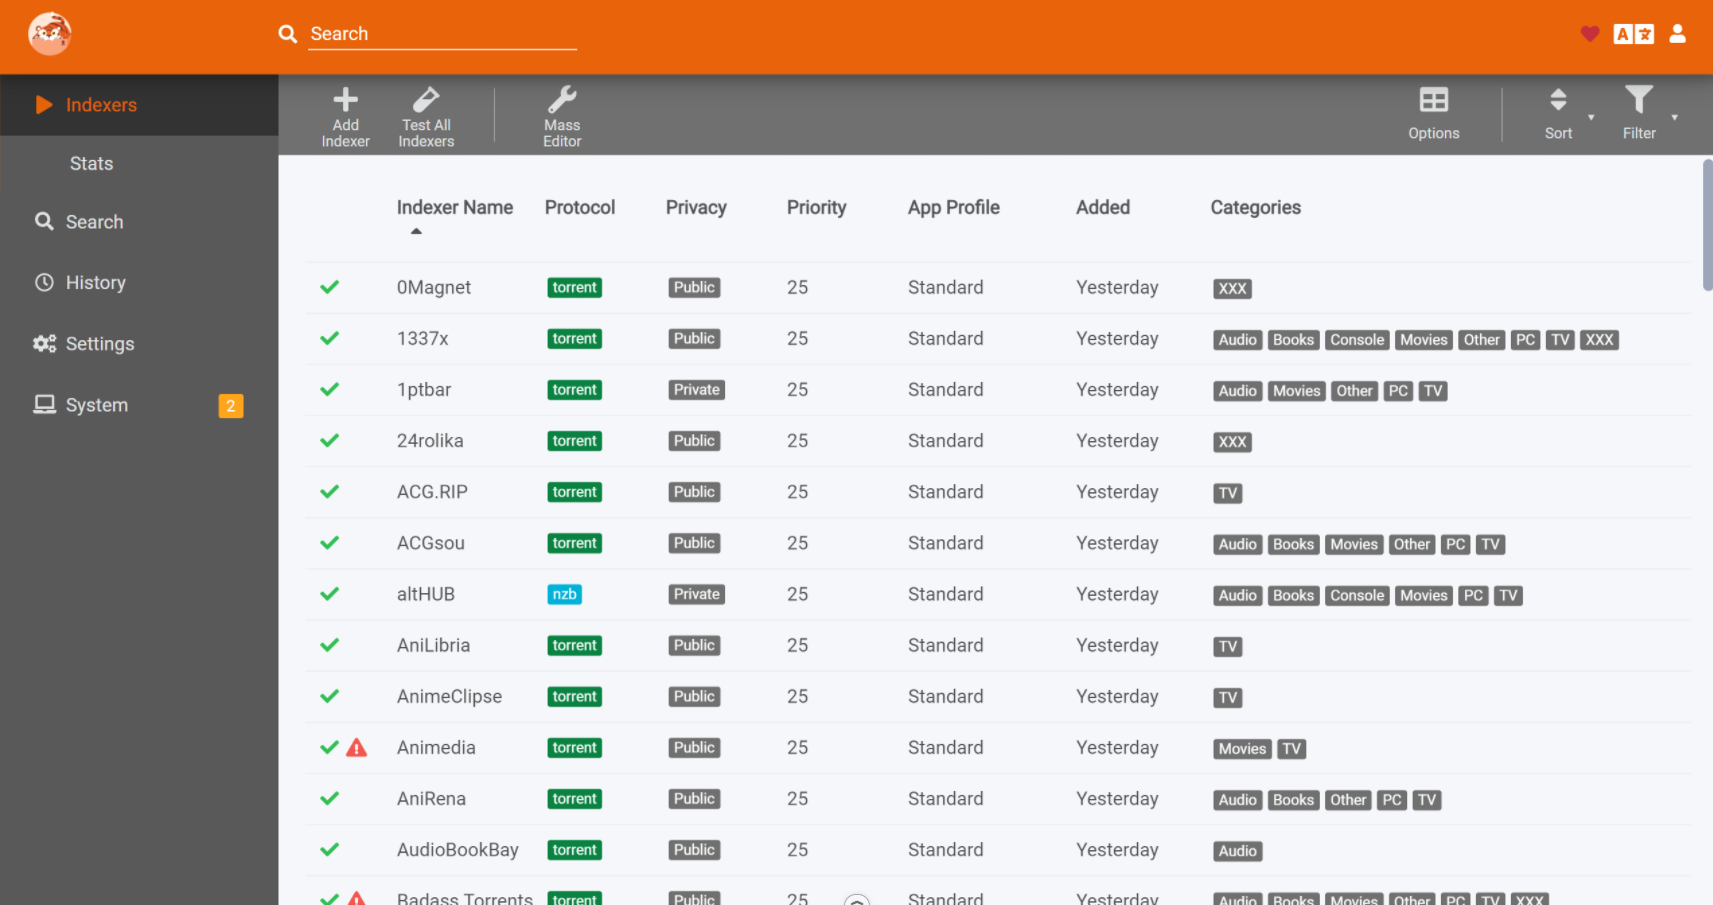 Search
A
Indexers
Stats
Search
History
Settings
System 2
Add Indexer
Test All Indexers
Mass Editor
Options
Sort
Filter
Indexer Name Protocol Privacy Priority App Profile Added Categories
0Magnet torrent Public 25 Standard Yesterday XXX
1337x torrent Public 25 Standard Yesterday Audio Books Console Movies Other PC TV XXX
1ptbar torrent Private 25 Standard Yesterday Audio Movies Other PC TV
24rolika torrent Public 25 Standard Yesterday XXX
ACG.RIP torrent Public 25 Standard Yesterday TV
ACGsou torrent Public 25 Standard Yesterday Audio Books Movies Other PC TV
altHUB nzb Private 25 Standard Yesterday Audio Books Console Movies PC TV
AniLibria torrent Public 25 Standard Yesterday TV
AnimeClipse torrent Public 25 Standard Yesterday TV
Animedia torrent Public 25 Standard Yesterday Movies TV
AniRena torrent Public 25 Standard Yesterday Audio Books Other PC TV
AudioBookBay torrent Public 25 Standard Yesterday Audio
Badass Torrents torrent Public 25 Standard Yesterday Audio Books Movies Other PC TV XXX